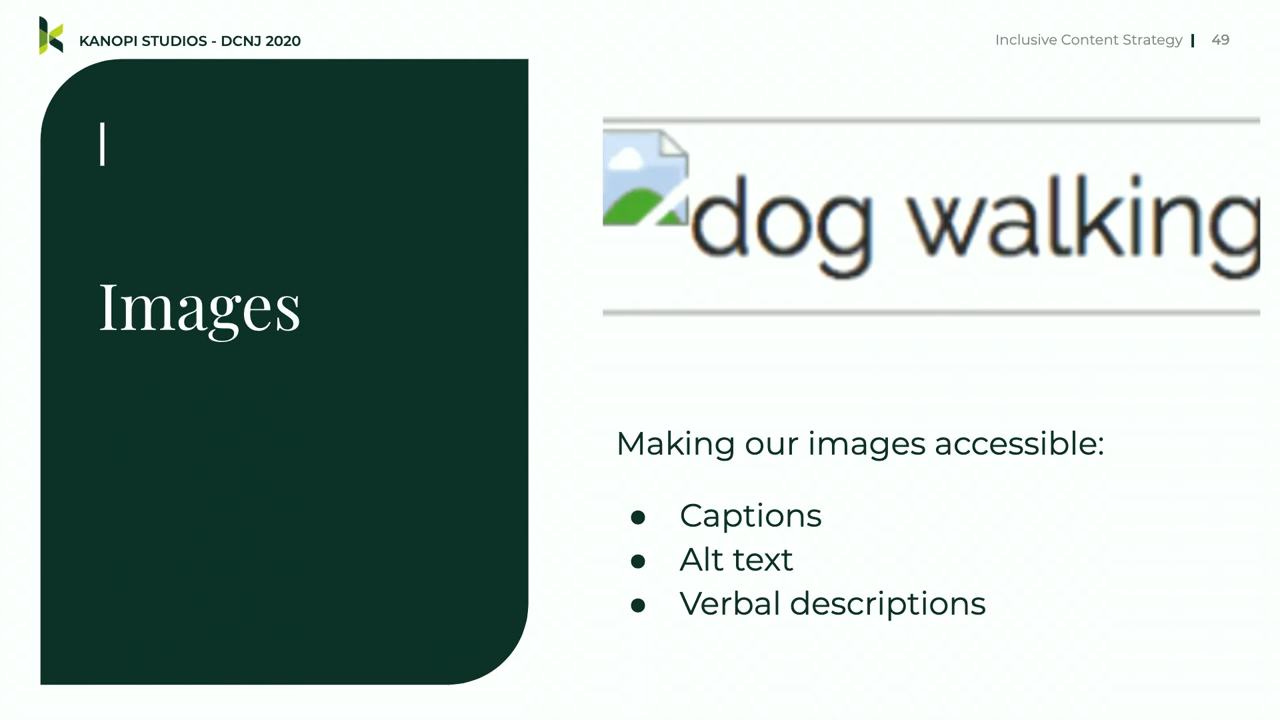 KANOPI STUDIOS - DCNJ 2020
Inclusive Content Strategy | 49
Images
dog walking
Making our images accessible:
● Captions
● Alt text
● Verbal descriptions